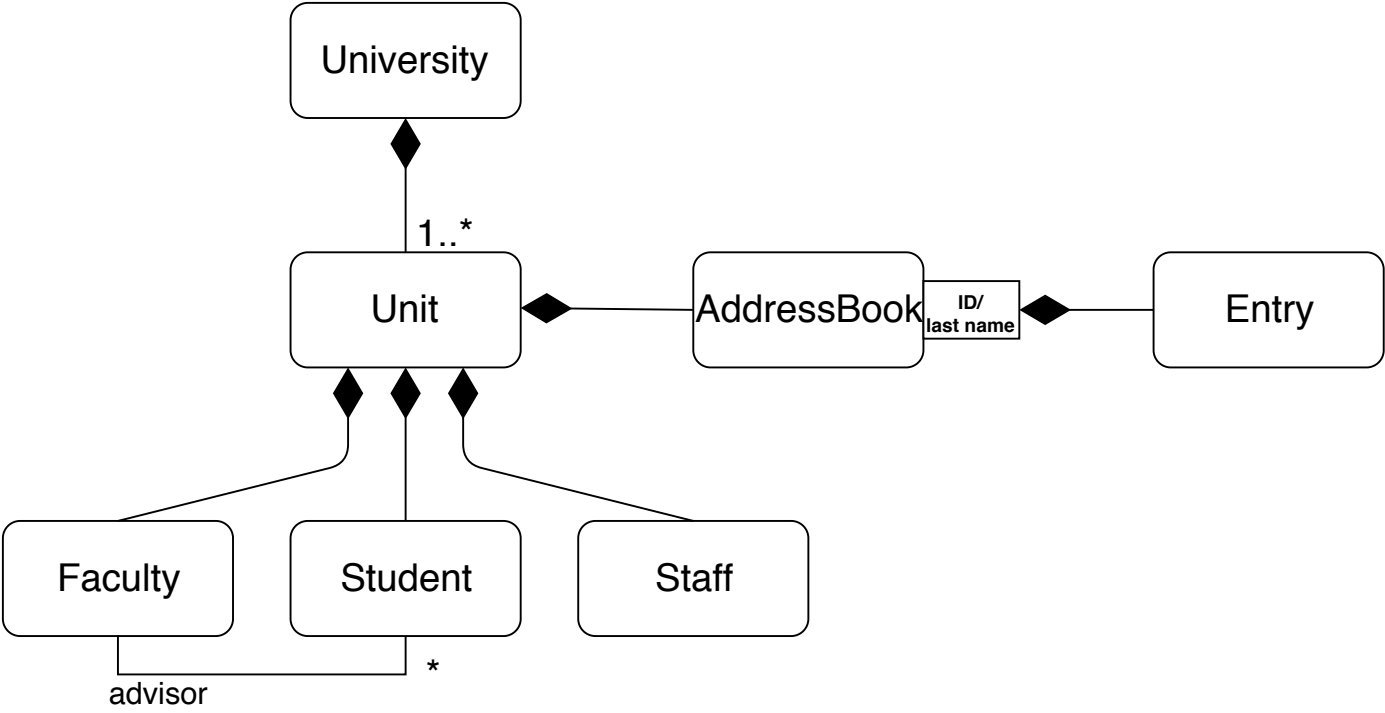 University
1..*
Unit
AddressBook
ID/
last name
Entry
Faculty
Student
Staff
*
advisor